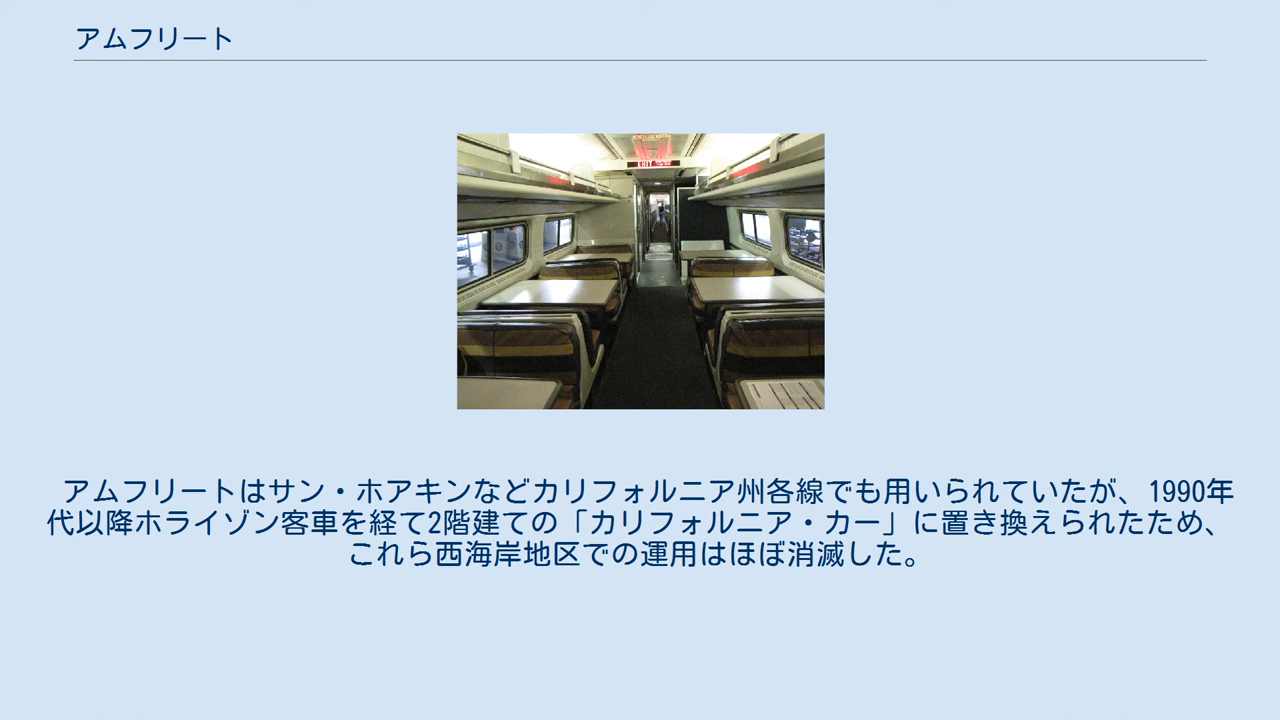 アムフリート
EXIT
アムフリートはサン・ホアキンなどカリフォルニア州各線でも用いられていたが、1990年
代以降ホライゾン客車を経て2階建ての「カリフォルニア・カー」に置き換えられたため、
これら西海岸地区での運用はほぼ消滅した。